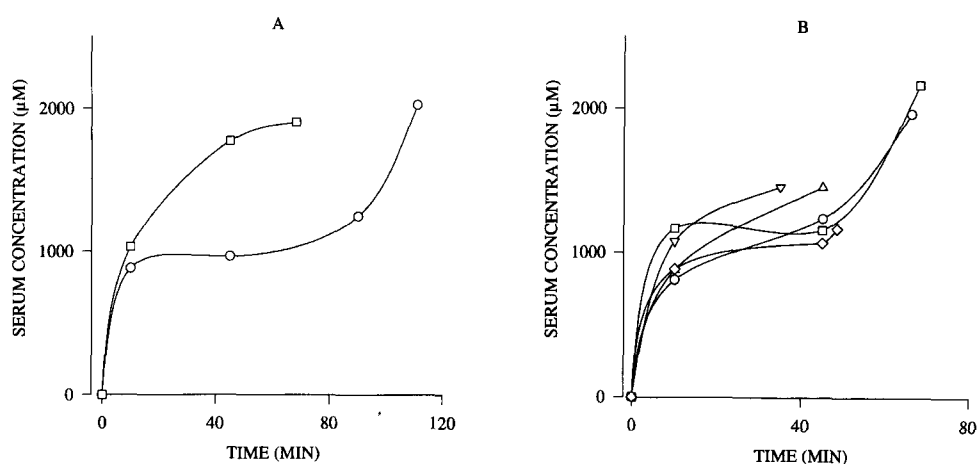 A
SERUM CONCENTRATION (µM)
2000
1000
0
0 40 80 120
TIME (MIN)
B
SERUM CONCENTRATION (µM)
2000
1000
0
0 40 80
TIME (MIN)